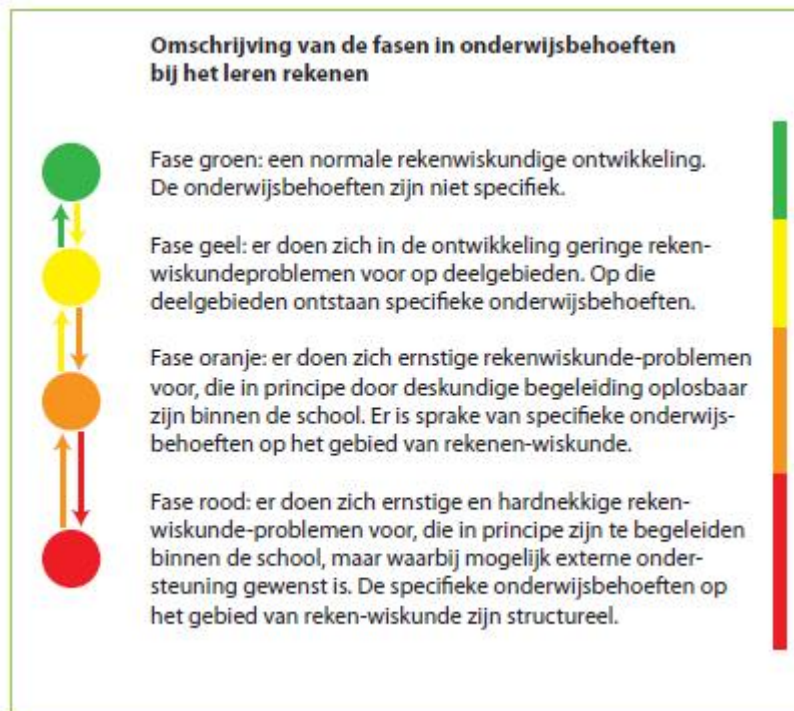 Omschrijving van de fasen in onderwijsbehoeften
bij het leren rekenen
Fase groen: een normale rekenwiskundige ontwikkeling.
De onderwijsbehoeften zijn niet specifiek.
Fase geel: er doen zich in de ontwikkeling geringe reken-
wiskundeproblemen voor op deelgebieden. Op die
deelgebieden ontstaan specifieke onderwijsbehoeften.
Fase oranje: er doen zich ernstige rekenwiskunde-problemen
voor, die in principe door deskundige begeleiding oplosbaar
zijn binnen de school. Er is sprake van specifieke onderwijs-
behoeften op het gebied van rekenen-wiskunde.
Fase rood: er doen zich ernstige en hardnekkige reken-
wiskunde-problemen voor, die in principe zijn te begeleiden
binnen de school, maar waarbij mogelijk externe onder-
steuning gewenst is. De specifieke onderwijsbehoeften op
het gebied van reken-wiskunde zijn structureel.